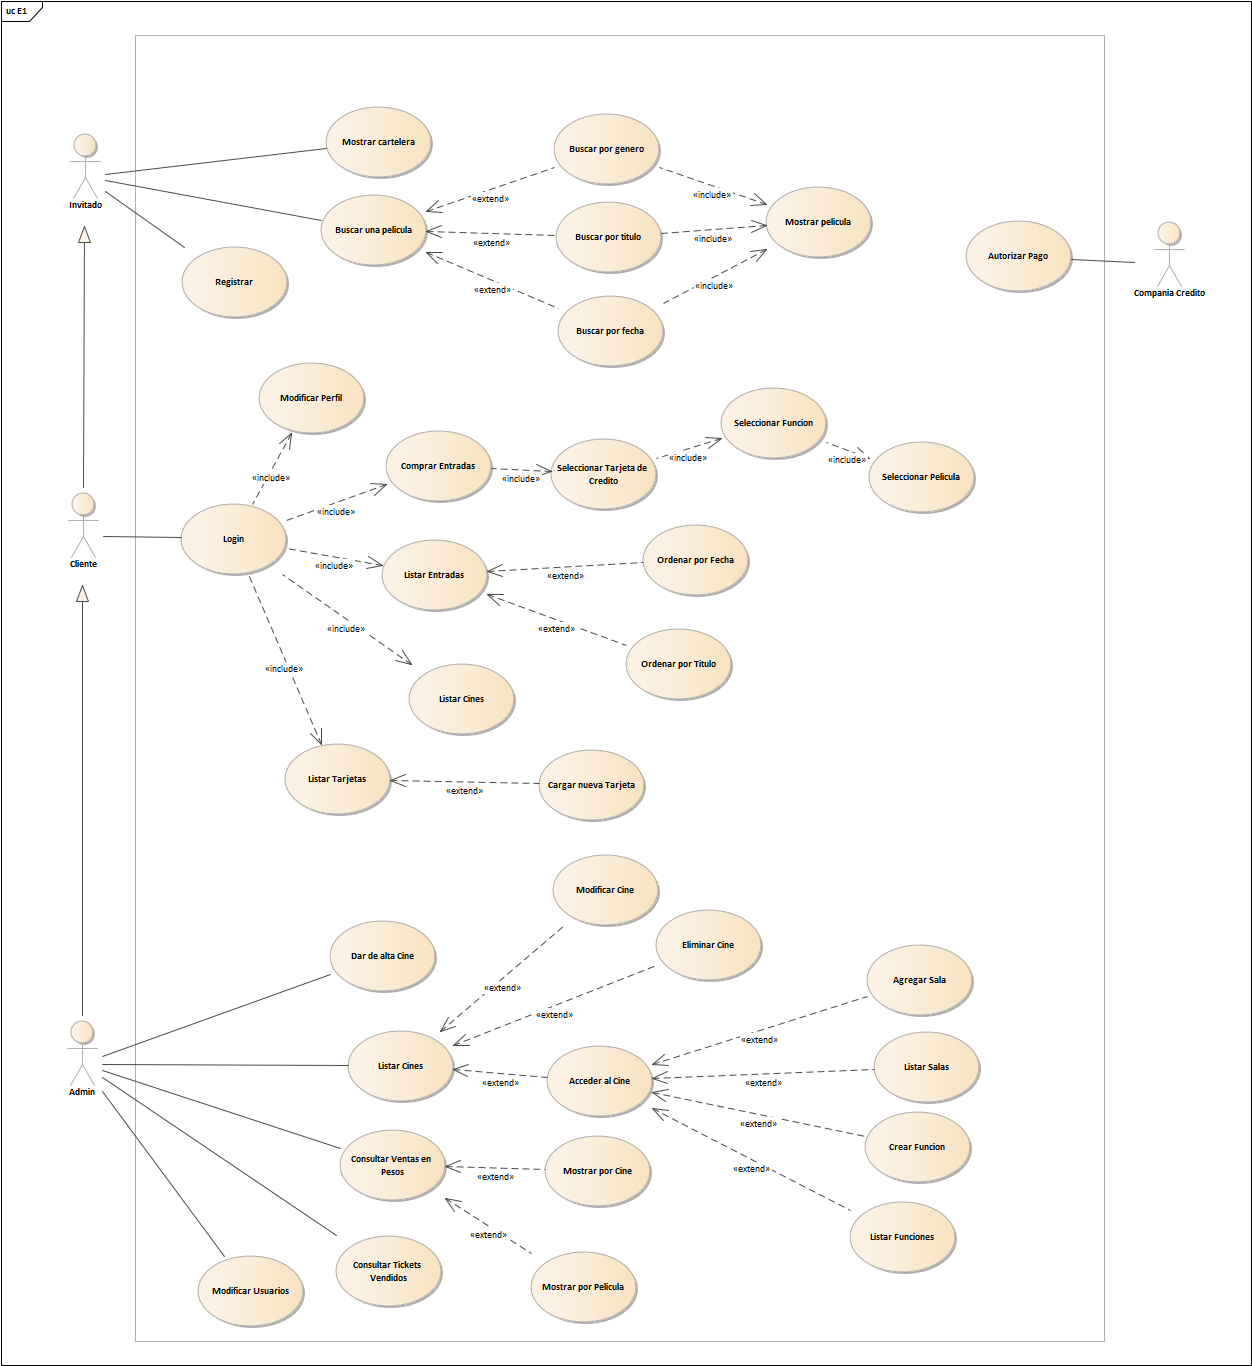 uc E1
Mostrar cartelera
Buscar por genero
Invitado
«extend»
«include»
Mostrar pelicula
Buscar una pelicula
Buscar por titulo
«extend»
«include»
Autorizar Pago
Compania Credito
Registrar
«extend»
«include»
Buscar por fecha
Modificar Perfil
Seleccionar Funcion
«include»
Comprar Entradas
«include»
Seleccionar Tarjeta de
Credito
«include»
«include»
Seleccionar Pelicula
«include»
Login
Cliente
«include»
Listar Entradas
«extend»
Ordenar por Fecha
«include»
«extend»
Ordenar por Titulo
«include»
Listar Cines
Listar Tarjetas
«extend»
Cargar nueva Tarjeta
Modificar Cine
Dar de alta Cine
Eliminar Cine
«extend»
«extend»
Agregar Sala
«extend»
Admin
Listar Cines
«extend»
Acceder al Cine
«extend»
Listar Salas
«extend»
Crear Funcion
Consultar Ventas en
Pesos
«extend»
Mostrar por Cine
«extend»
«extend»
Listar Funciones
Consultar Tickets
Vendidos
Modificar Usuarios
Mostrar por Pelicula